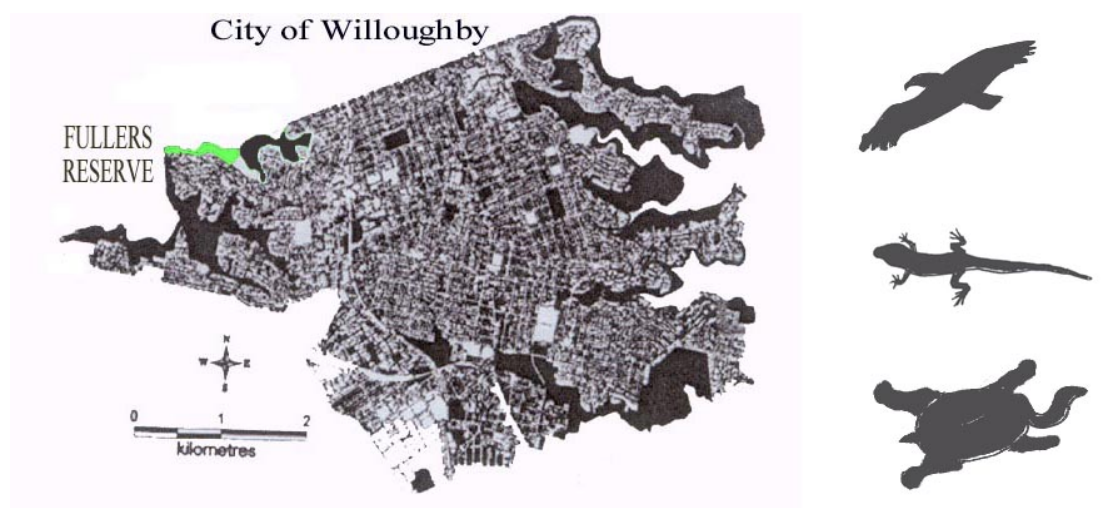 City of Willoughby
FULLERS
RESERVE
N
W E
S
0 1 2
kilometres